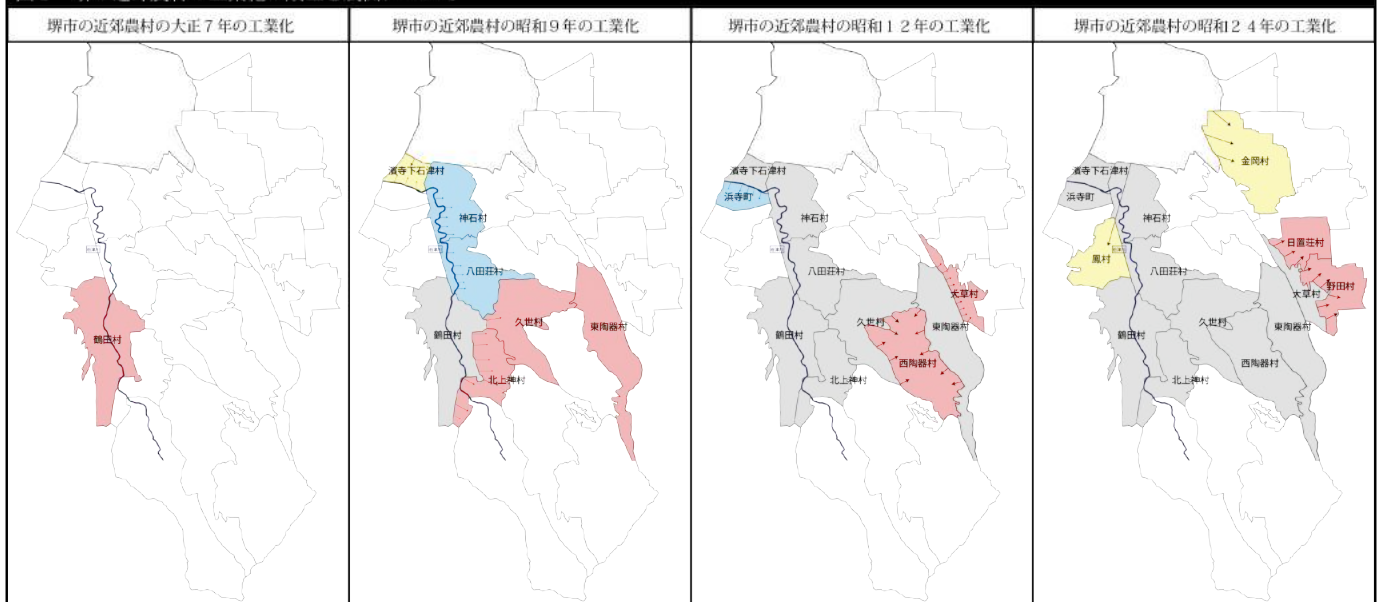 堺市の近郊農村の大正7年の工業化
堺市の近郊農村の昭和9年の工業化
堺市の近郊農村の昭和12年の工業化
堺市の近郊農村の昭和24年の工業化
鶴田村
濱寺下石津村
神石村
八田荘村
久世村
東陶器村
鶴田村
北上神村
濱寺下石津村
浜寺町
神石村
八田荘村
大草村
久世村
東陶器村
鶴田村
西陶器村
北上神村
金岡村
濱寺下石津村
浜寺町
神石村
日置荘村
鳳村
八田荘村
野田村
大草村
久世村
東陶器村
鶴田村
西陶器村
北上神村